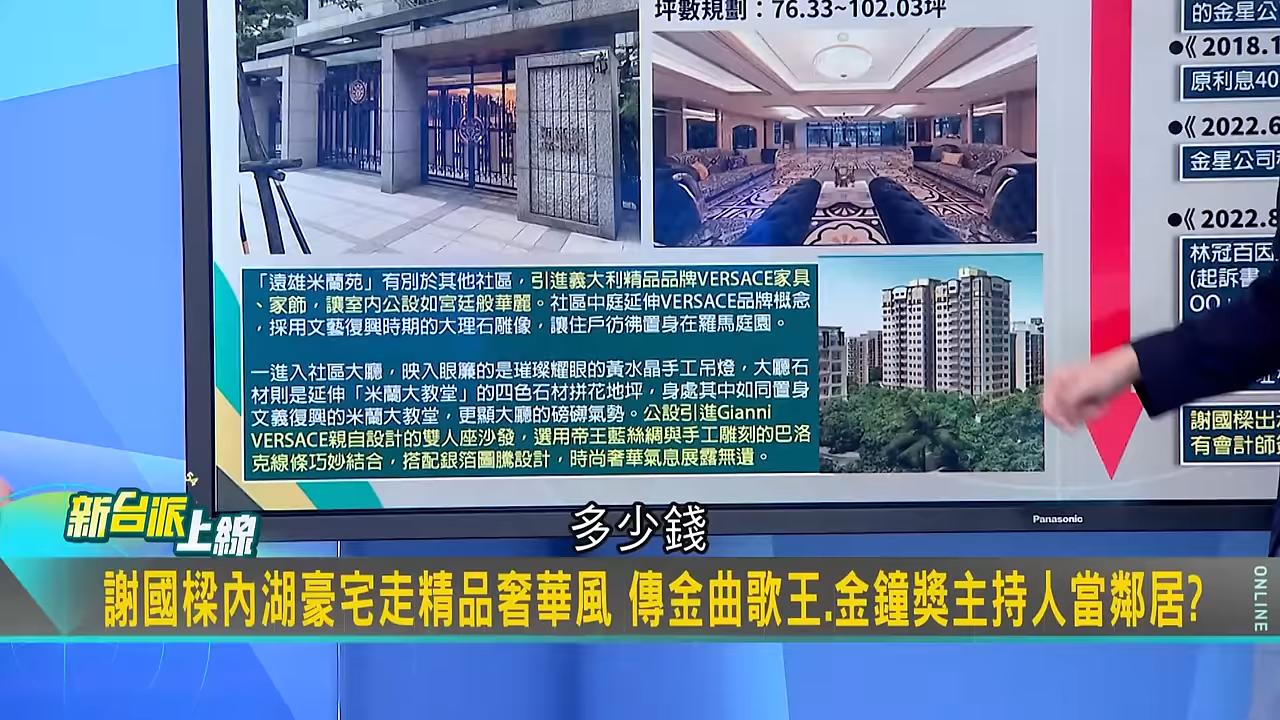 坪數規劃：76.33~102.03坪
「遠雄米蘭苑」有別於其他社區，引進義大利精品品牌VERSACE家具
、家飾，讓室內公設如宮廷般華麗。社區中庭延伸VERSACE品牌概念
，採用文藝復興時期的大理石雕像，讓住戶彷彿置身在羅馬庭園。
一進入社區大廳，映入眼簾的是璀璨耀眼的黃水晶手工吊燈，大廳石
材則是延伸「米蘭大教堂」的四色石材拼花地坪，身處其中如同置身
文義復興的米蘭大教堂，更顯大廳的磅礡氣勢。公設引進Gianni
VERSACE親自設計的雙人座沙發，選用帝王藍絲綢與手工雕刻的巴洛
克線條巧妙結合，搭配銀箔圖騰設計，時尚奢華氣息展露無遺。
的金星公
●《2018.1
原利息40
●《2022.6
金星公司
●《2022.8
林冠百因
(起訴書
OO
謝國樑出
有會計師
Panasonic
54
新台派
上線
多少錢
謝國樑內湖豪宅走精品奢華風 傳金曲歌王.金鐘獎主持人當鄰居?
ONLINE